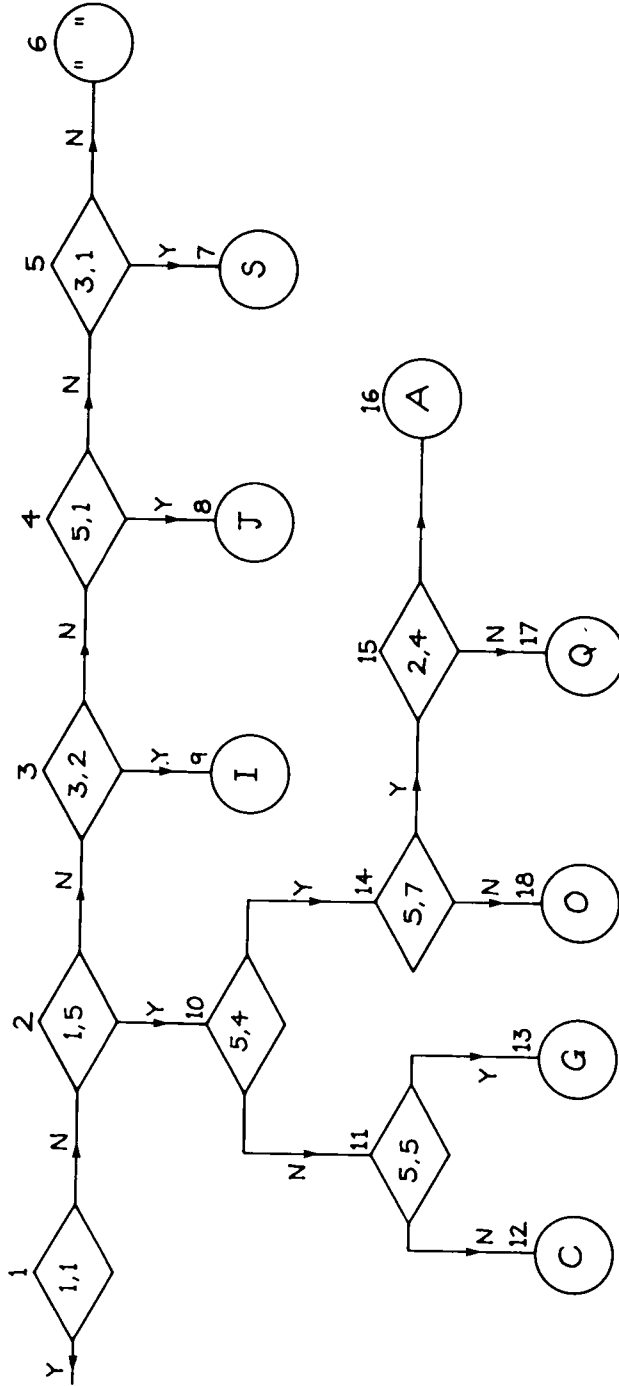 1 2 3 4 5 6
Y N N N N N
1,1 1,5 3,2 5,1 3,1 " "
Y Y Y Y
10 9 8 7
5,4 I J S
N Y
11 14 Y 15 16
5,5 5,7 2,4 A
N Y N N
12 13 18 17
C G O Q